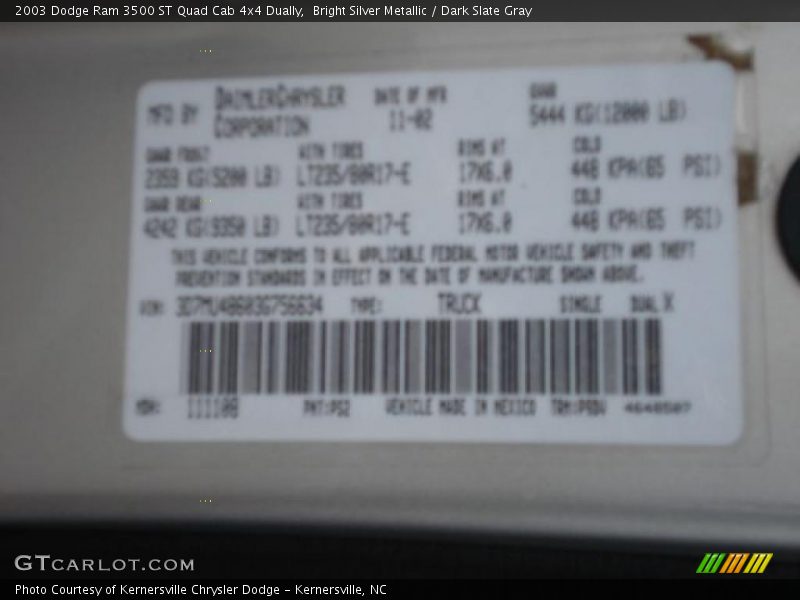 2003 Dodge Ram 3500 ST Quad Cab 4x4 Dually,  Bright Silver Metallic / Dark Slate Gray
MFD BY DAIMLERCHRYSLER CORPORATION DATE OF MFR 11-02 GAWR 5444 KG(12000 LB)
GAWR FRONT WITH TIRES RIMS AT COLD
2359 KG(5200 LB) LT235/80R17-E 17X6.0 448 KPA(65 PSI)
GAWR REAR WITH TIRES RIMS AT COLD
4242 KG(9350 LB) LT235/80R17-E 17X6.0 448 KPA(65 PSI)
THIS VEHICLE CONFORMS TO ALL APPLICABLE FEDERAL MOTOR VEHICLE SAFETY AND THEFT
PREVENTION STANDARDS IN EFFECT ON THE DATE OF MANUFACTURE SHOWN ABOVE.
VIN: 3D7MU48603G756634 TYPE: TRUCK SINGLE DUAL X
MDH: PNT:PS2 VEHICLE MADE IN MEXICO
GTCARLOT.COM
Photo Courtesy of Kernersville Chrysler Dodge - Kernersville, NC